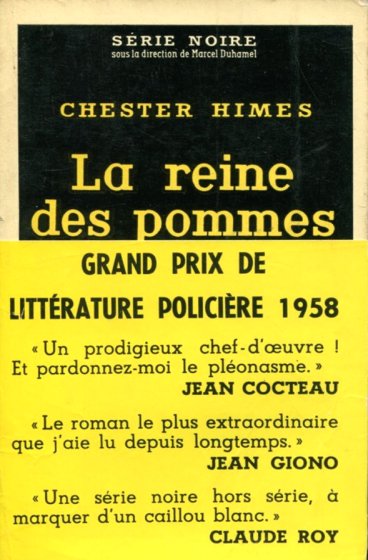 SÉRIE NOIRE
sous la direction de Marcel Duhamel
CHESTER HIMES
La reine
des pommes
GRAND PRIX DE
LITTÉRATURE POLICIÈRE 1958
« Un prodigieux chef-d'œuvre !
Et pardonnez-moi le pléonasme. »
JEAN COCTEAU
« Le roman le plus extraordinaire
que j'aie lu depuis longtemps. »
JEAN GIONO
« Une série noire hors série, à
marquer d'un caillou blanc. »
CLAUDE ROY